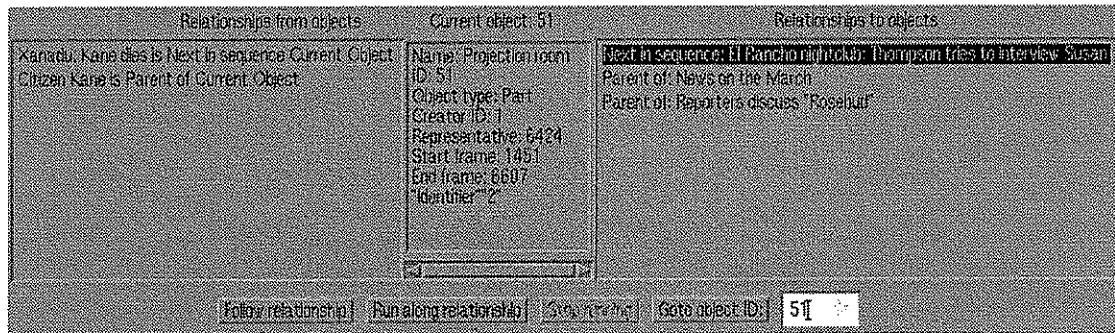 Relationships from objects
Current object: 51
Relationships to objects
Xanadu: Kane dies is Next in sequence Current Object
Citizen Kane is Parent of Current Object
Name: Projection room
ID: 51
Object type: Part
Creator ID: 1
Representative: 6424
Start frame: 1451
End frame: 6607
"Identifier""2"
Next in sequence: El Rancho nightclub: Thompson tries to interview Susan
Parent of: News on the March
Parent of: Reporters discuss "Rosebud"
Follow relationship
Run along relationship
Stop running
Goto object ID:
51